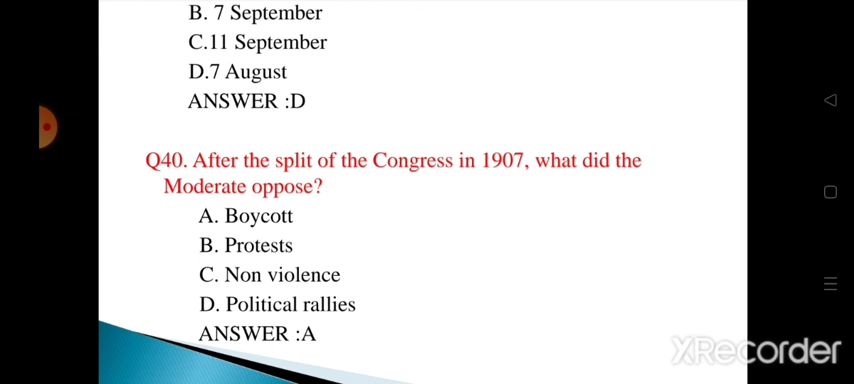 B. 7 September
C.11 September
D.7 August
ANSWER :D
Q40. After the split of the Congress in 1907, what did the
Moderate oppose?
A. Boycott
B. Protests
C. Non violence
D. Political rallies
ANSWER :A
XRecorder